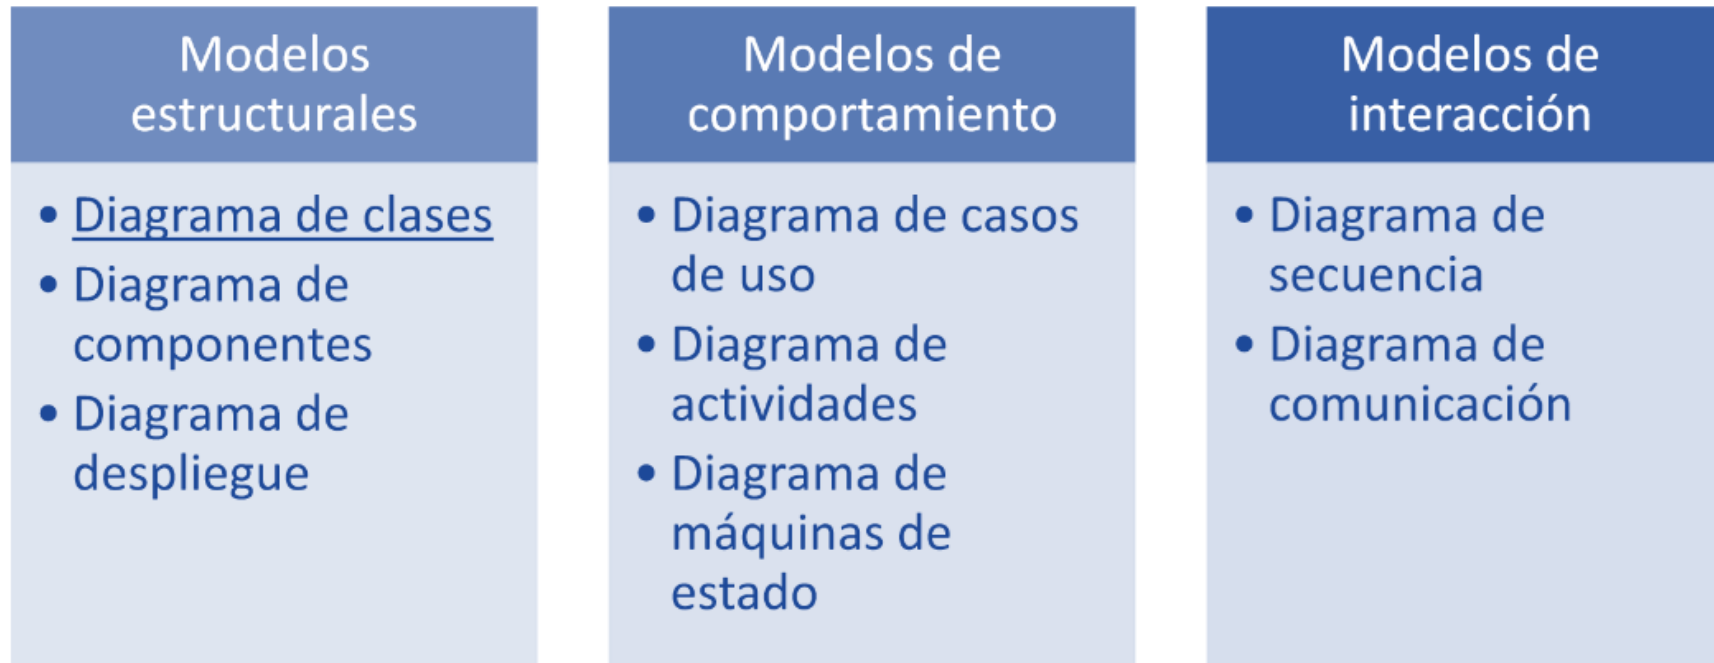 Modelos
estructurales
• Diagrama de clases
• Diagrama de
componentes
• Diagrama de
despliegue
Modelos de
comportamiento
• Diagrama de casos
de uso
• Diagrama de
actividades
• Diagrama de
máquinas de
estado
Modelos de
interacción
• Diagrama de
secuencia
• Diagrama de
comunicación